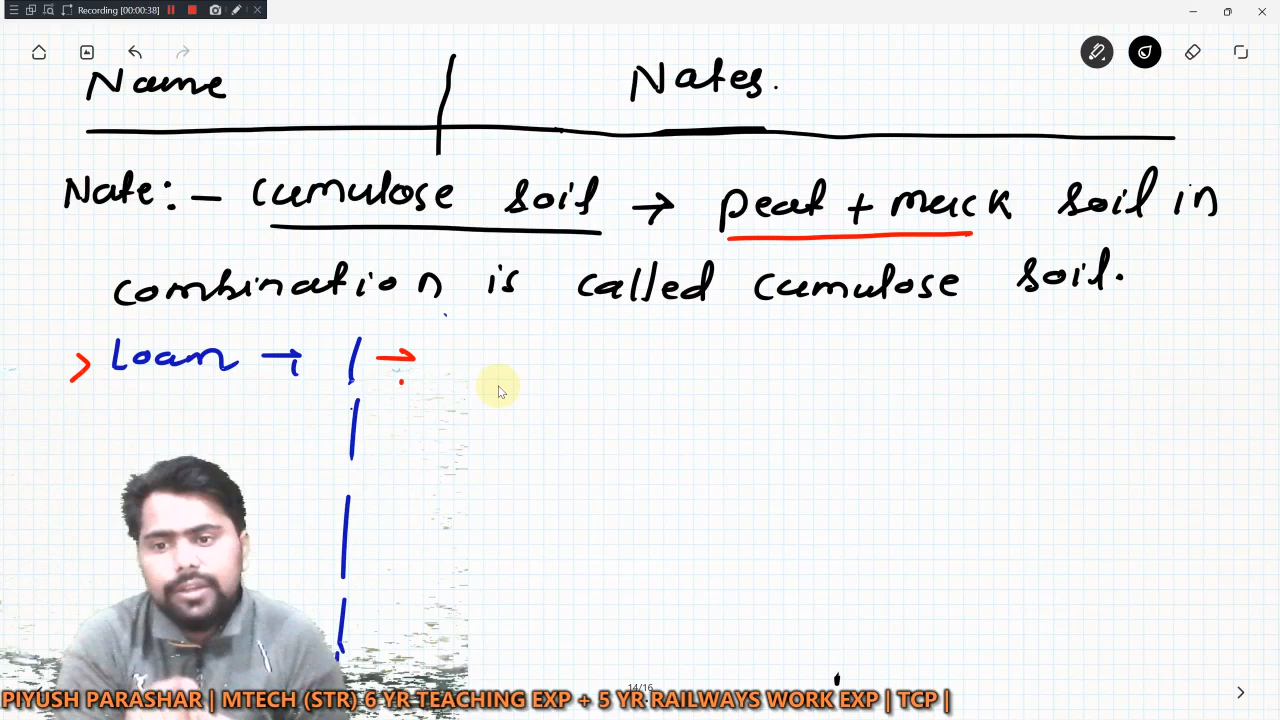 Recording [00:00:38]
Name Notes.
Note:- cumulose soil → peat + muck soil in
combination is called cumulose soil.
> Loam → →
14/16
PIYUSH PARASHAR | MTECH (STR) 6 YR TEACHING EXP + 5 YR RAILWAYS WORK EXP | TCP |